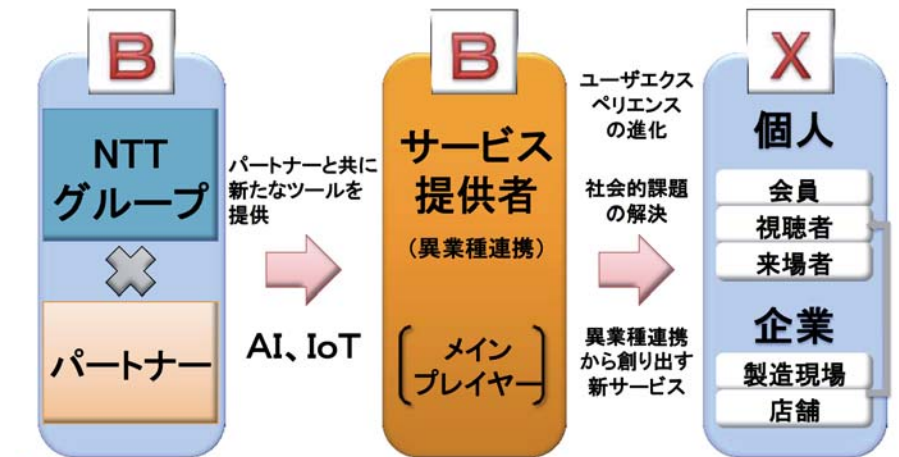 B
NTT
グループ
パートナー
パートナーと共に
新たなツールを
提供
AI、IoT
B
サービス
提供者
（異業種連携）
メイン
プレイヤー
ユーザエクス
ペリエンス
の進化
社会的課題
の解決
異業種連携
から創り出す
新サービス
X
個人
会員
視聴者
来場者
企業
製造現場
店舗